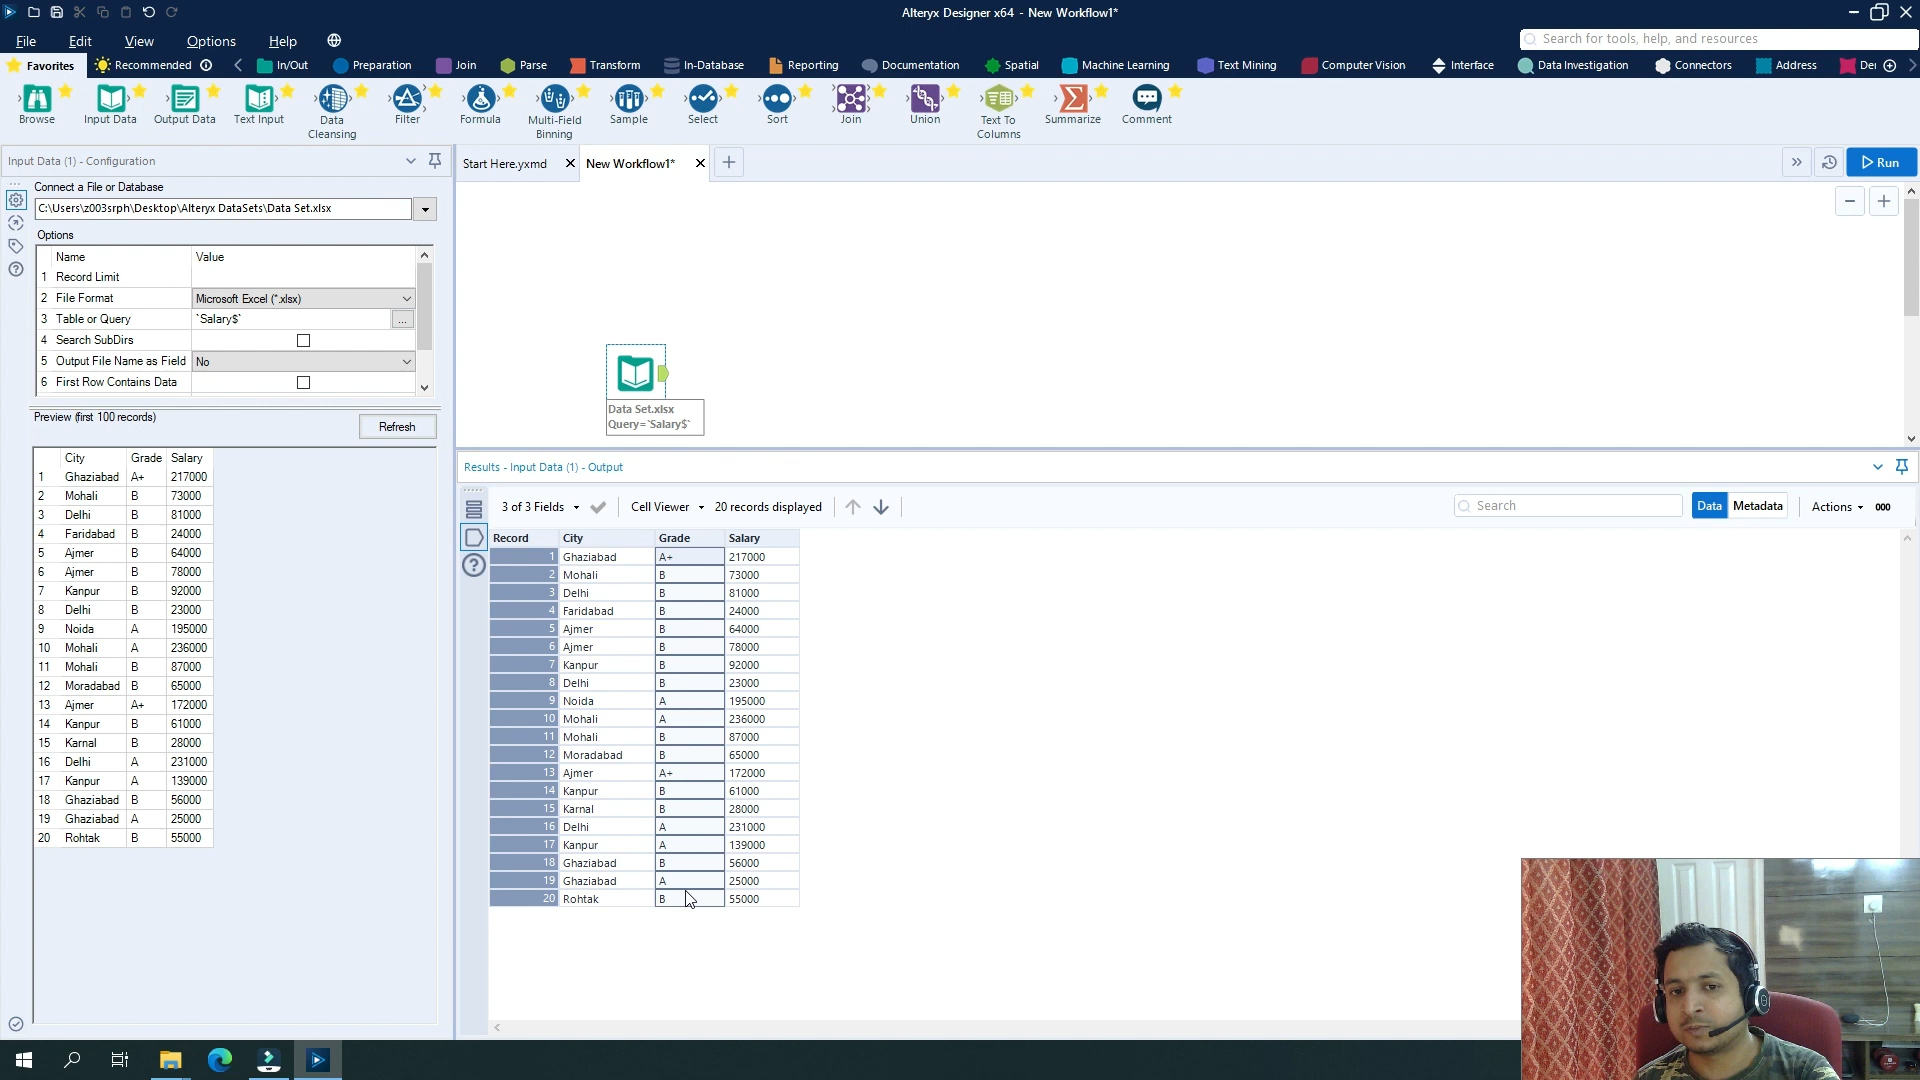 Alteryx Designer x64 - New Workflow1*
File Edit View Options Help
Search for tools, help, and resources
Favorites Recommended In/Out Preparation Join Parse Transform In-Database Reporting Documentation Spatial Machine Learning Text Mining Computer Vision Interface Data Investigation Connectors Address De
Browse Input Data Output Data Text Input Data Cleansing Filter Formula Multi-Field Binning Sample Select Sort Join Union Text To Columns Summarize Comment
Input Data (1) - Configuration
Start Here.yxmd New Workflow1* Run
Connect a File or Database
C:\Users\z003srph\Desktop\Alteryx DataSets\Data Set.xlsx
Options
Name Value
1 Record Limit
2 File Format Microsoft Excel (*.xlsx)
3 Table or Query `Salary$` ...
4 Search SubDirs
5 Output File Name as Field No
6 First Row Contains Data
Preview (first 100 records) Refresh
City Grade Salary
1 Ghaziabad A+ 217000
2 Mohali B 73000
3 Delhi B 81000
4 Faridabad B 24000
5 Ajmer B 64000
6 Ajmer B 78000
7 Kanpur B 92000
8 Delhi B 23000
9 Noida A 195000
10 Mohali A 236000
11 Mohali B 87000
12 Moradabad B 65000
13 Ajmer A+ 172000
14 Kanpur B 61000
15 Karnal B 28000
16 Delhi A 231000
17 Kanpur A 139000
18 Ghaziabad B 56000
19 Ghaziabad A 25000
20 Rohtak B 55000
Data Set.xlsx
Query=`Salary$`
Results - Input Data (1) - Output
3 of 3 Fields Cell Viewer 20 records displayed Search Data Metadata Actions 000
Record City Grade Salary
1 Ghaziabad A+ 217000
2 Mohali B 73000
3 Delhi B 81000
4 Faridabad B 24000
5 Ajmer B 64000
6 Ajmer B 78000
7 Kanpur B 92000
8 Delhi B 23000
9 Noida A 195000
10 Mohali A 236000
11 Mohali B 87000
12 Moradabad B 65000
13 Ajmer A+ 172000
14 Kanpur B 61000
15 Karnal B 28000
16 Delhi A 231000
17 Kanpur A 139000
18 Ghaziabad B 56000
19 Ghaziabad A 25000
20 Rohtak B 55000